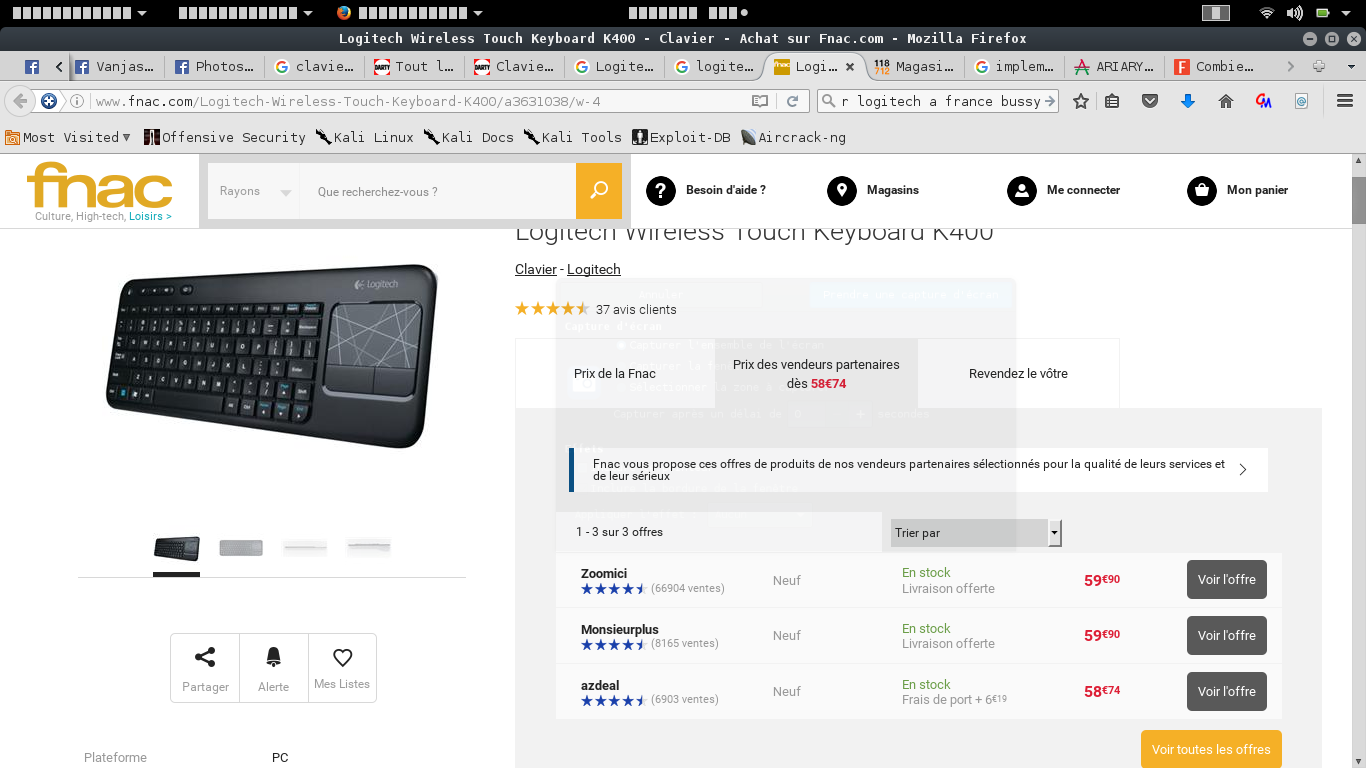 Logitech Wireless Touch Keyboard K400 - Clavier - Achat sur Fnac.com - Mozilla Firefox
Vanjas... Photos... clavie... Tout l... Clavie... Logite... logite... Logi... Magasi... implem... ARIARY... Combie...
www.fnac.com/Logitech-Wireless-Touch-Keyboard-K400/a3631038/w-4
r logitech a france bussy
Most Visited Offensive Security Kali Linux Kali Docs Kali Tools Exploit-DB Aircrack-ng
fnac
Culture, High-tech, Loisirs >
Rayons
Que recherchez-vous ?
Besoin d'aide ?
Magasins
Me connecter
Mon panier
Logitech Wireless Touch Keyboard K400
Clavier - Logitech
37 avis clients
Logitech
Prendre une capture d'écran
Capture d'écran
Prix de la Fnac
Prix des vendeurs partenaires
dès 58€74
Revendez le vôtre
Fnac vous propose ces offres de produits de nos vendeurs partenaires sélectionnés pour la qualité de leurs services et
de leur sérieux
1 - 3 sur 3 offres
Trier par
Zoomici
(66904 ventes)
Neuf
En stock
Livraison offerte
59€90
Voir l'offre
Monsieurplus
(8165 ventes)
Neuf
En stock
Livraison offerte
59€90
Voir l'offre
azdeal
(6903 ventes)
Neuf
En stock
Frais de port + 6€19
58€74
Voir l'offre
Voir toutes les offres
Partager
Alerte
Mes Listes
Plateforme
PC